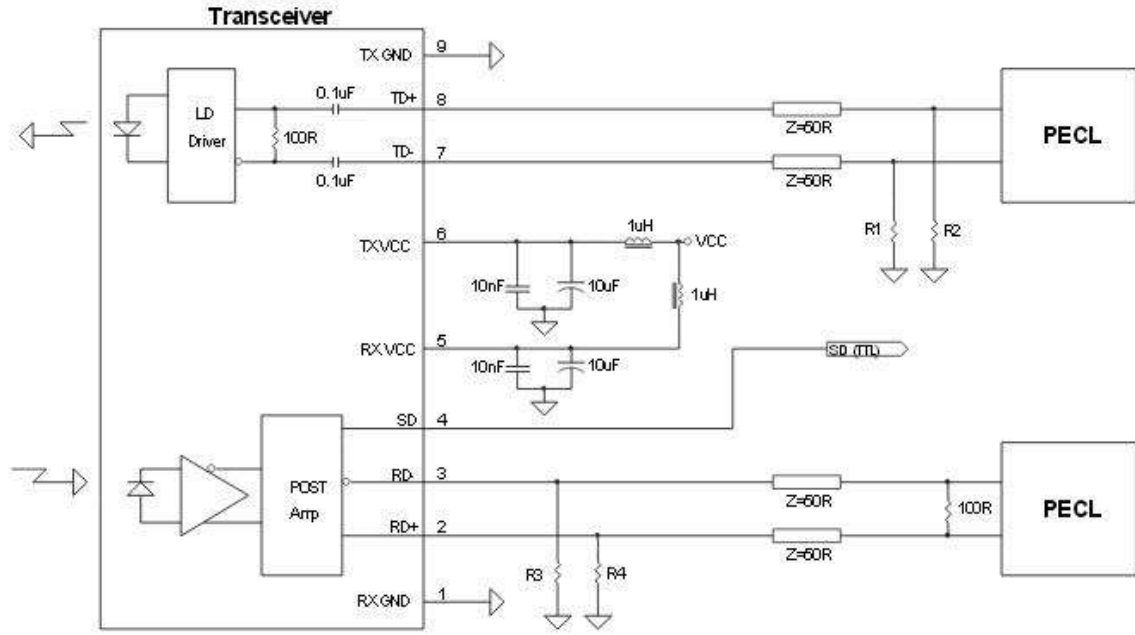 Transceiver
TX GND
9
0.1uF
TD+
8
Z=50R
LD
Driver
100R
PECL
TD-
7
0.1uF
Z=50R
R1
R2
1uH
6
TXVCC
VCC
10nF
10uF
1uH
5
RX VCC
SD (TTL)
10nF
10uF
SD
4
RD-
3
Z=50R
POST
Amp
100R
PECL
RD+
2
Z=50R
R3
R4
1
RX GND